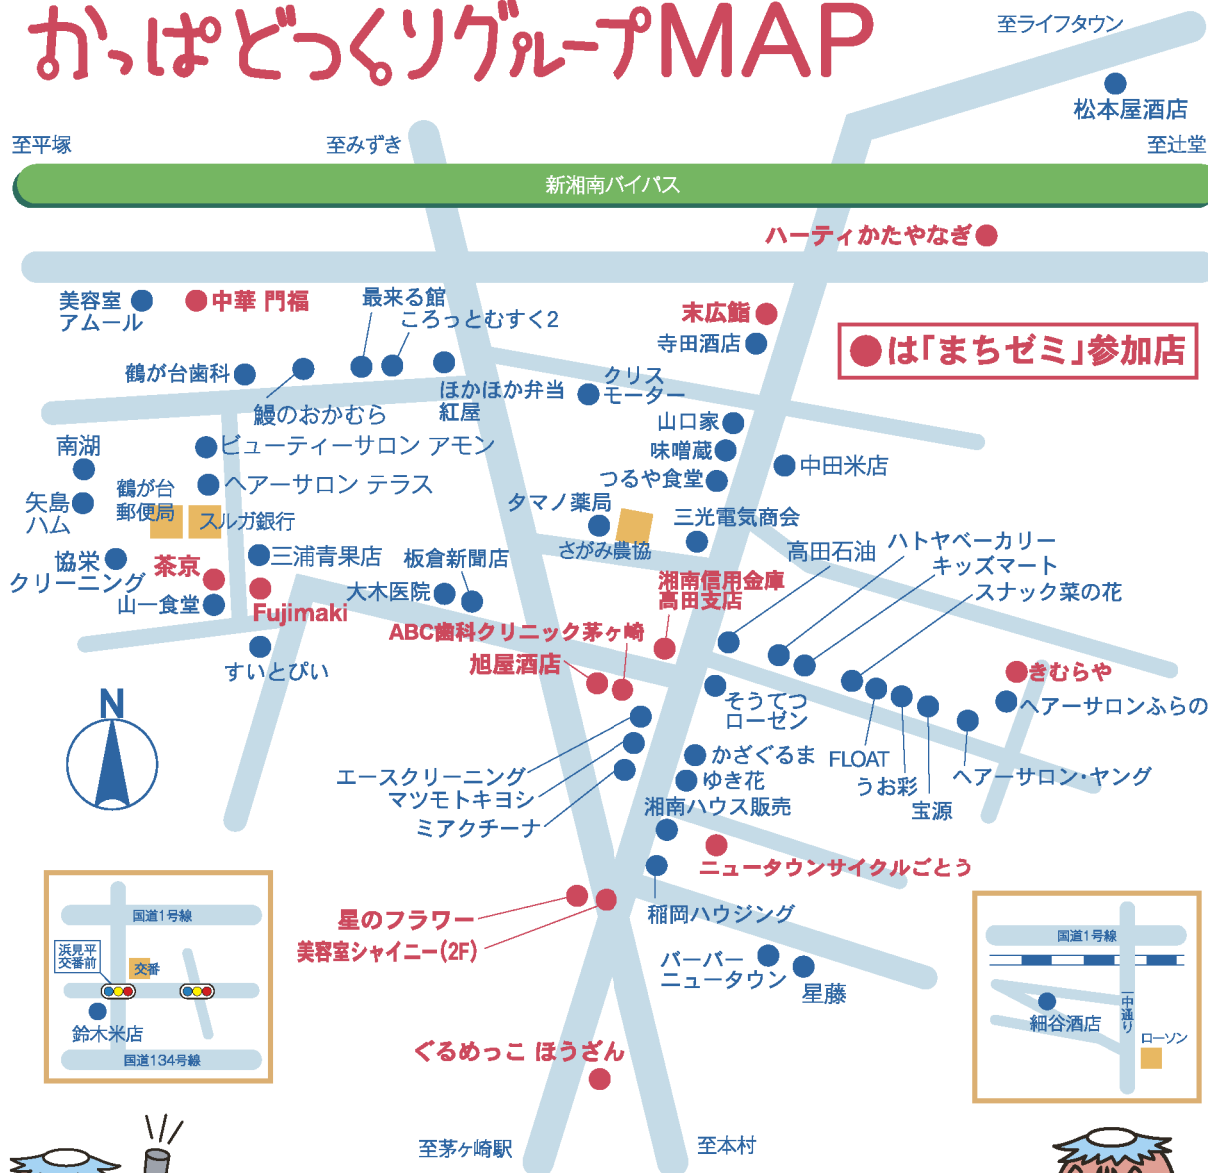 かっぱどっくりグループMAP
至ライフタウン
松本屋酒店
至平塚
至みずき
至辻堂
新湘南バイパス
ハーティかたやなぎ
美容室
アムール
中華 門福
最来る館
ころっとむすく2
末広鮨
寺田酒店
●は「まちゼミ」参加店
鶴が台歯科
鰻のおかむら
ほかほか弁当
紅屋
クリス
モーター
山口家
味噌蔵
つるや食堂
中田米店
南湖
ビューティーサロン アモン
矢島
ハム
鶴が台
郵便局
ヘアーサロン テラス
スルガ銀行
タマノ薬局
さがみ農協
三光電気商会
協栄
クリーニング
茶京
山一食堂
三浦青果店
Fujimaki
板倉新聞店
大木医院
湘南信用金庫
高田支店
高田石油
ハトヤベーカリー
キッズマート
スナック菜の花
ABC歯科クリニック茅ヶ崎
旭屋酒店
すいとぴい
きむらや
ヘアーサロンふらの
そうてつ
ローゼン
N
かざぐるま
ゆき花
FLOAT
うお彩
宝源
ヘアーサロン・ヤング
エースクリーニング
マツモトキヨシ
ミアクチーナ
湘南ハウス販売
ニュータウンサイクルごとう
星のフラワー
美容室シャイニー(2F)
稲岡ハウジング
バーバー
ニュータウン
星藤
国道1号線
浜見平
交番前
交番
鈴木米店
国道134号線
国道1号線
一中通り
細谷酒店
ローソン
ぐるめっこ ほうざん
至茅ヶ崎駅
至本村